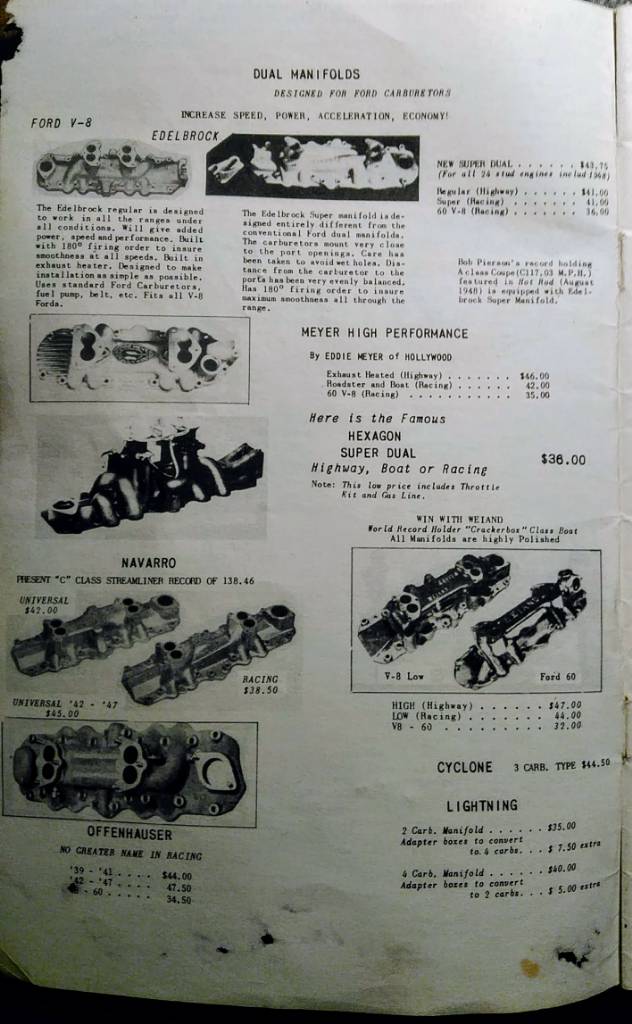 DUAL MANIFOLDS
DESIGNED FOR FORD CARBURETORS
INCREASE SPEED, POWER, ACCELERATION, ECONOMY!
FORD V-8
EDELBROCK
The Edelbrock regular is designed
to work in all the ranges under
all conditions. Will give added
power, speed and performance. Built
with 180° firing order to insure
smoothness at all speeds. Built in
exhaust heater. Designed to make
installation as simple as possible.
Uses standard Ford Carburetors,
fuel pump, belt, etc. Fits all V-8
Fords.
The Edelbrock Super manifold is de-
signed entirely different from the
conventional Ford dual manifolds.
The carburetors mount very close
to the port openings. Care has
been taken to avoid wet holes. Dis-
tance from the carburetor to the
ports has been very evenly balanced.
Has 180° firing order to insure
maximum smoothness all through the
range.
NEW SUPER DUAL . . . . . . $43.75
(For all 24 stud engines includ 1948)
Regular (Highway) . . . . . . $41.00
Super (Racing) . . . . . . . 41.00
60 V-8 (Racing) . . . . . . . 36.00
Bob Pierson's record holding
A class Coupe (C117.03 M.P.H.)
featured in Hot Rod (August
1948) is equipped with Edel-
brock Super Manifold.
MEYER HIGH PERFORMANCE
By EDDIE MEYER of HOLLYWOOD
Exhaust Heated (Highway) . . . . . . . $46.00
Roadster and Boat (Racing) . . . . . . 42.00
60 V-8 (Racing) . . . . . . . . . . . 35.00
Here is the Famous
HEXAGON
SUPER DUAL
Highway, Boat or Racing
$36.00
Note: This low price includes Throttle
Kit and Gas Line.
WIN WITH WEIAND
World Record Holder "Crackerbox" Class Boat
All Manifolds are highly Polished
V-8 Low
Ford 60
HIGH (Highway) . . . . . . $47.00
LOW (Racing) . . . . . . . 44.00
V8 - 60 . . . . . . . . . 32.00
NAVARRO
PRESENT "C" CLASS STREAMLINER RECORD OF 138.46
UNIVERSAL
$42.00
RACING
$38.50
UNIVERSAL '42 - '47
$45.00
OFFENHAUSER
NO GREATER NAME IN RACING
'39 - '41 . . . . . $44.00
'42 - '47 . . . . . 47.50
- 60 . . . . . 34.50
CYCLONE 3 CARB. TYPE $44.50
LIGHTNING
2 Carb. Manifold . . . . . . $35.00
Adapter boxes to convert
to 4 carbs. . . $ 7.50 extra
4 Carb. Manifold . . . . . . $40.00
Adapter boxes to convert
to 2 carbs. . . $ 5.00 extra